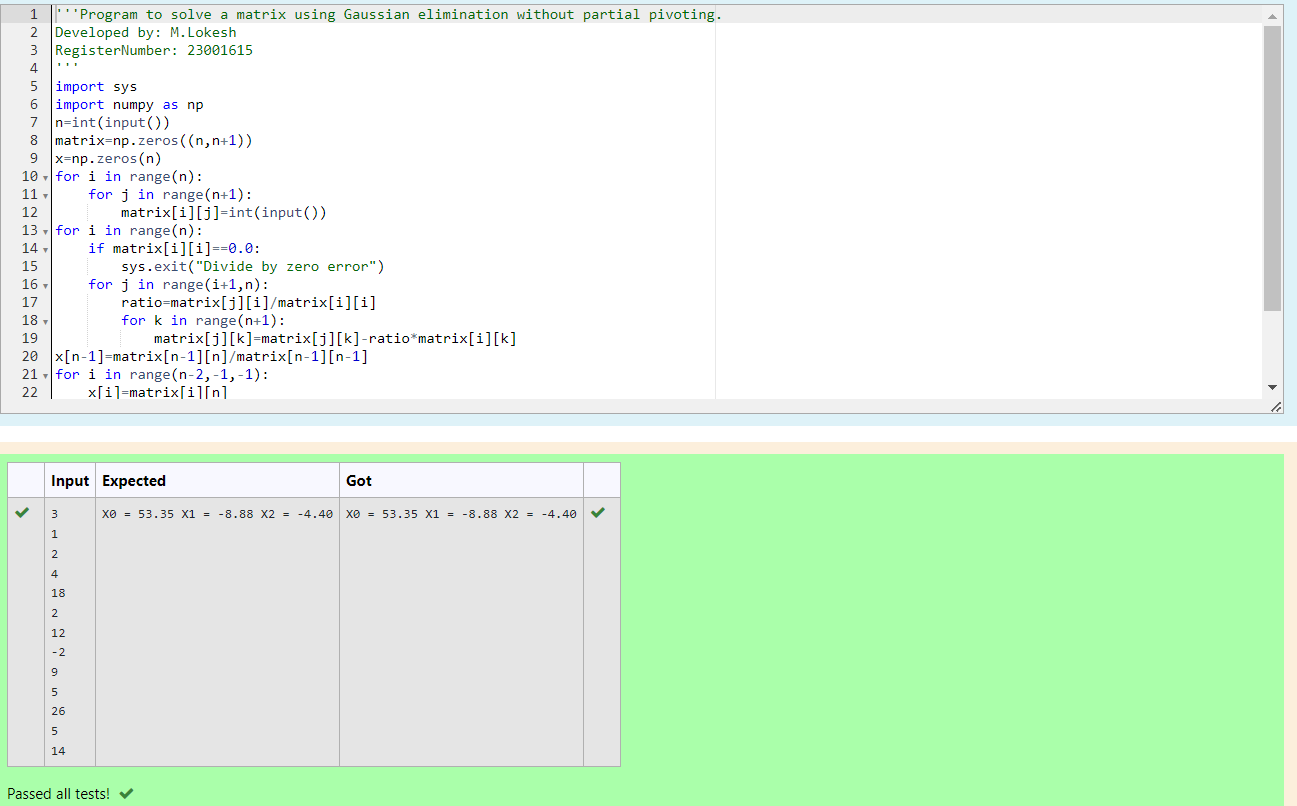 1 '''Program to solve a matrix using Gaussian elimination without partial pivoting.
2 Developed by: M.Lokesh
3 RegisterNumber: 23001615
4 '''
5 import sys
6 import numpy as np
7 n=int(input())
8 matrix=np.zeros((n,n+1))
9 x=np.zeros(n)
10 for i in range(n):
11     for j in range(n+1):
12         matrix[i][j]=int(input())
13 for i in range(n):
14     if matrix[i][i]==0.0:
15         sys.exit("Divide by zero error")
16     for j in range(i+1,n):
17         ratio=matrix[j][i]/matrix[i][i]
18         for k in range(n+1):
19             matrix[j][k]=matrix[j][k]-ratio*matrix[i][k]
20 x[n-1]=matrix[n-1][n]/matrix[n-1][n-1]
21 for i in range(n-2,-1,-1):
22     x[i]=matrix[i][n]
Input Expected Got
3 X0 = 53.35 X1 = -8.88 X2 = -4.40 X0 = 53.35 X1 = -8.88 X2 = -4.40
1
2
4
18
2
12
-2
9
5
26
5
14
Passed all tests!